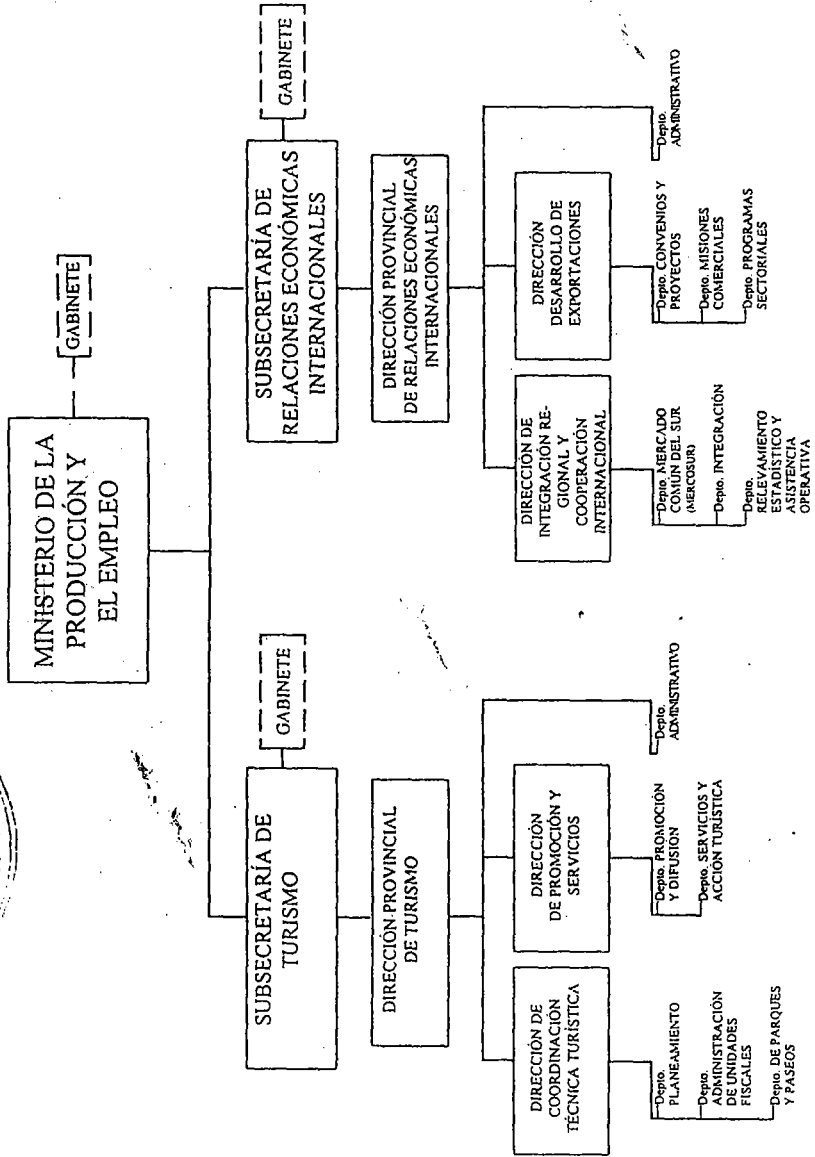 MINISTERIO DE LA
PRODUCCIÓN Y
EL EMPLEO
GABINETE
SUBSECRETARÍA DE
TURISMO
GABINETE
DIRECCIÓN PROVINCIAL
DE TURISMO
DIRECCIÓN DE
COORDINACIÓN
TÉCNICA TURÍSTICA
Depto.
PLANEAMIENTO
Depto.
ADMINISTRACIÓN
DE UNIDADES
FISCALES
Depto. DE PARQUES
Y PASEOS
DIRECCIÓN
DE PROMOCIÓN Y
SERVICIOS
Depto. PROMOCIÓN
Y DIFUSIÓN
Depto. SERVICIOS Y
ACCIÓN TURÍSTICA
Depto.
ADMINISTRATIVO
SUBSECRETARÍA DE
RELACIONES ECONÓMICAS
INTERNACIONALES
GABINETE
DIRECCIÓN PROVINCIAL
DE RELACIONES ECONÓMICAS
INTERNACIONALES
DIRECCIÓN DE
INTEGRACIÓN RE-
GIONAL Y
COOPERACIÓN
INTERNACIONAL
Depto. MERCADO
COMUN DEL SUR
(MERCOSUR)
Depto. INTEGRACIÓN
Depto.
RELEVAMIENTO
ESTADÍSTICO Y
ASISTENCIA
OPERATIVA
DIRECCIÓN
DESARROLLO DE
EXPORTACIONES
Depto. CONVENIOS Y
PROYECTOS
Depto. MISIONES
COMERCIALES
Depto. PROGRAMAS
SECTORIALES
Depto.
ADMINISTRATIVO